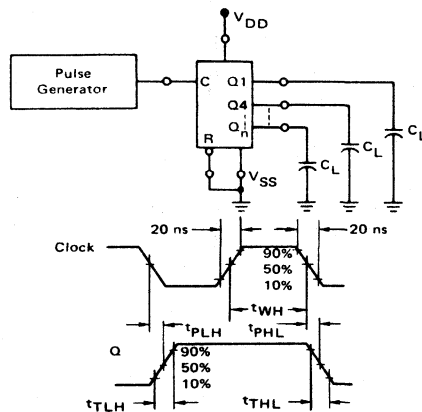 VDD
Pulse
Generator
C
Q1
Q4
Qn
R
VSS
CL
CL
CL
20 ns
20 ns
Clock
90%
50%
10%
tWH
tPLH
tPHL
Q
90%
50%
10%
tTLH
tTHL